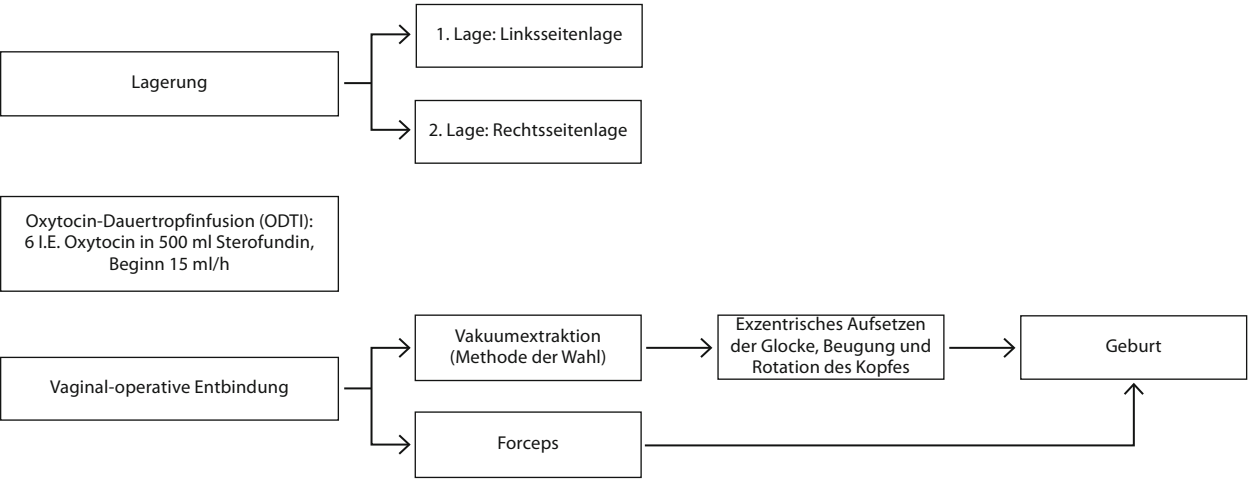 1. Lage: Linksseitenlage
Lagerung
2. Lage: Rechtsseitenlage
Oxytocin-Dauertropfinfusion (ODTI):
6 I.E. Oxytocin in 500 ml Sterofundin,
Beginn 15 ml/h
Vaginal-operative Entbindung
Vakuumextraktion
(Methode der Wahl)
Exzentrisches Aufsetzen
der Glocke, Beugung und
Rotation des Kopfes
Geburt
Forceps